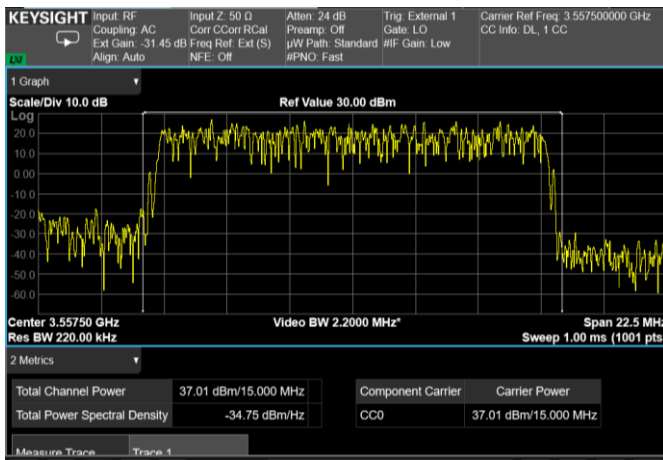 KEYSIGHT
LXI
Input: RF
Coupling: AC
Ext Gain: -31.45 dB
Align: Auto
Input Z: 50 Ω
Corr CCorr RCal
Freq Ref: Ext (S)
NFE: Off
Atten: 24 dB
Preamp: Off
µW Path: Standard
#PNO: Fast
Trig: External 1
Gate: LO
#IF Gain: Low
Carrier Ref Freq: 3.557500000 GHz
CC Info: DL, 1 CC
1 Graph
Scale/Div 10.0 dB
Ref Value 30.00 dBm
Log
20.0
10.0
0.00
-10.0
-20.0
-30.0
-40.0
-50.0
-60.0
Center 3.55750 GHz
Video BW 2.2000 MHz*
Span 22.5 MHz
Res BW 220.00 kHz
Sweep 1.00 ms (1001 pts
2 Metrics
Total Channel Power 37.01 dBm/15.000 MHz
Total Power Spectral Density -34.75 dBm/Hz
Component Carrier Carrier Power
CC0 37.01 dBm/15.000 MHz
Measure Trace Trace 1